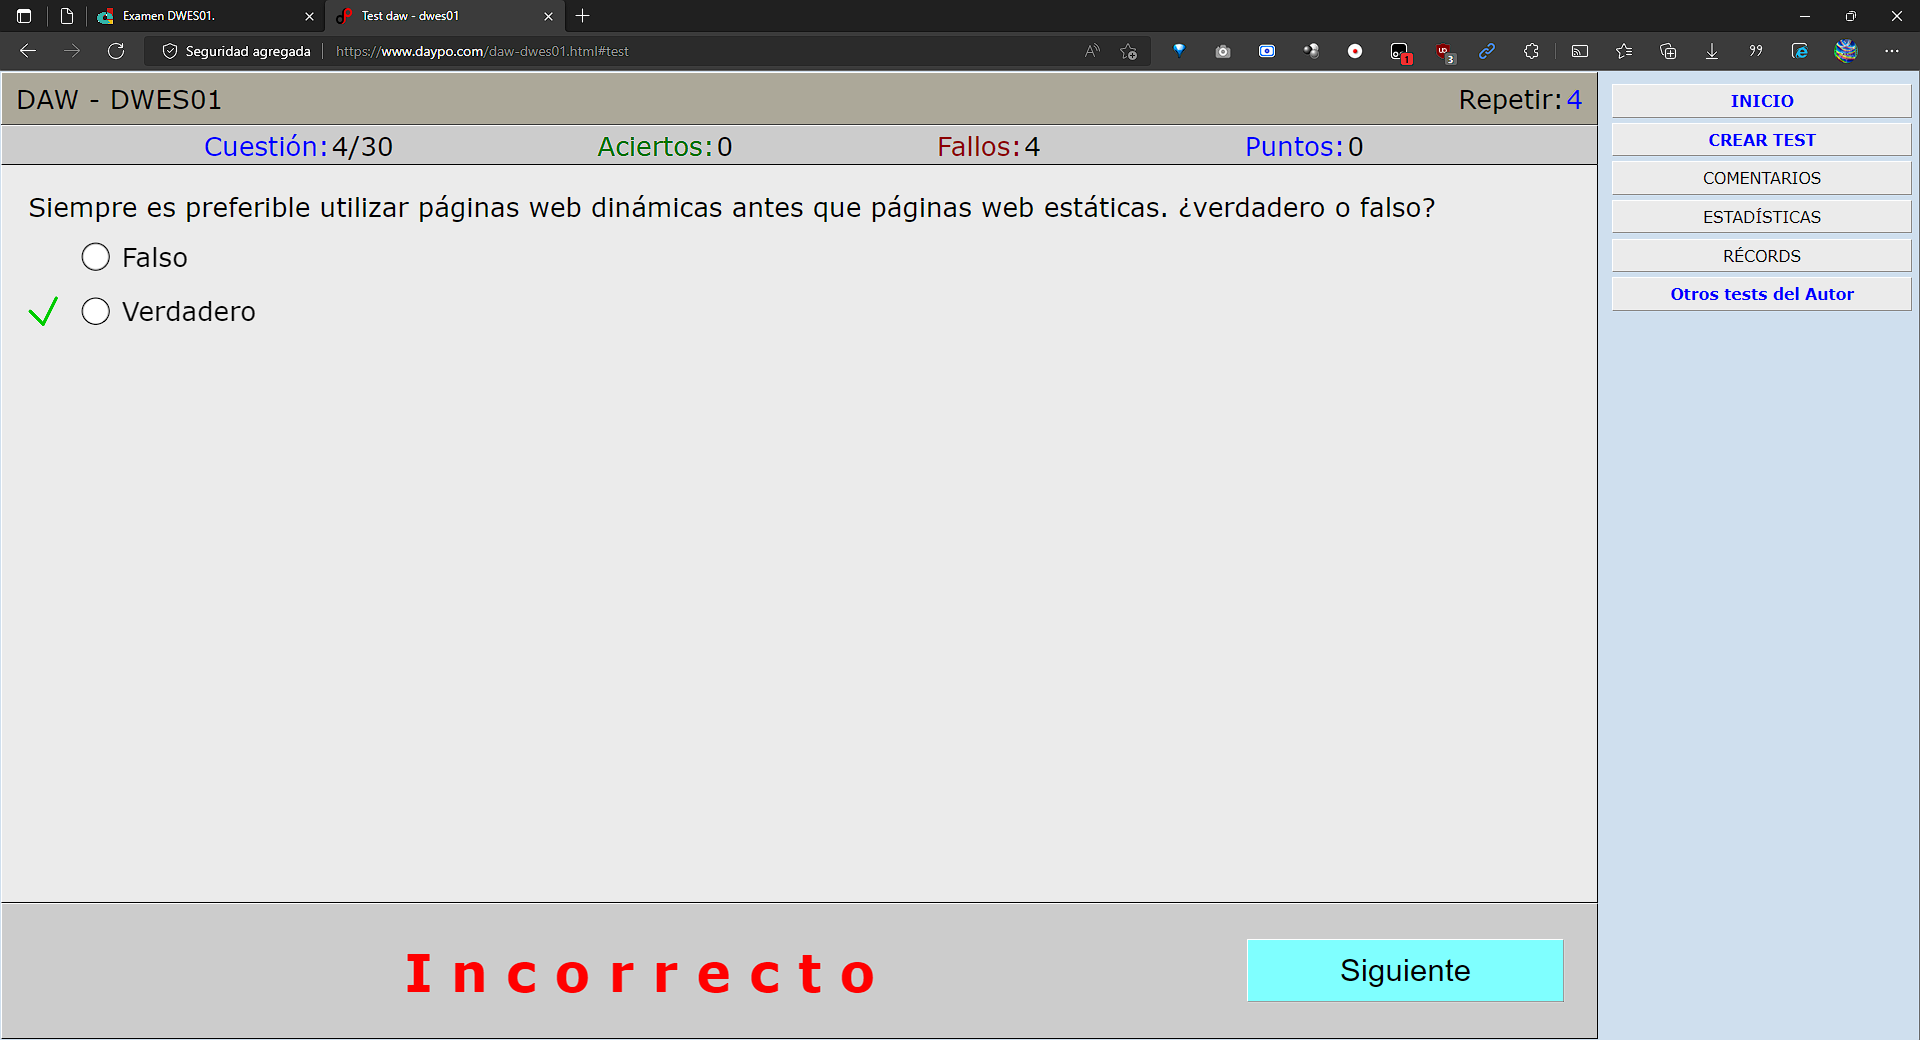 Examen DWES01.
Test daw - dwes01
Seguridad agregada
https://www.daypo.com/daw-dwes01.html#test
1
3
DAW - DWES01
Repetir:4
Cuestión:4/30
Aciertos:0
Fallos:4
Puntos:0
Siempre es preferible utilizar páginas web dinámicas antes que páginas web estáticas. ¿verdadero o falso?
Falso
Verdadero
Incorrecto
Siguiente
INICIO
CREAR TEST
COMENTARIOS
ESTADÍSTICAS
RÉCORDS
Otros tests del Autor